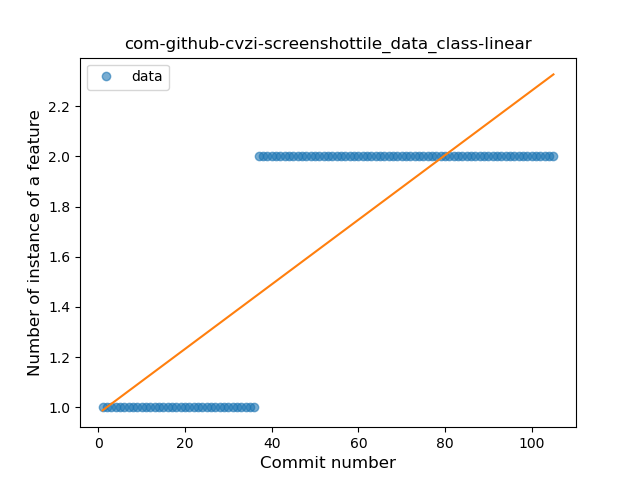 com-github-cvzi-screenshottile_data_class-linear
data
Number of instance of a feature
2.2
2.0
1.8
1.6
1.4
1.2
1.0
0 20 40 60 80 100
Commit number